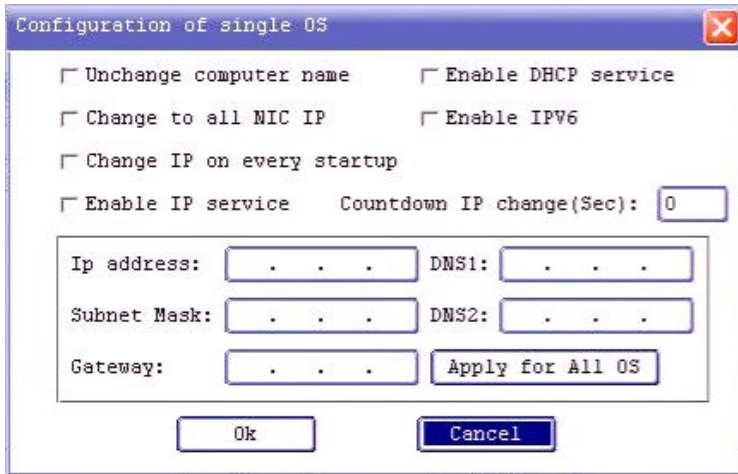 Configuration of single OS
Unchange computer name Enable DHCP service
Change to all NIC IP Enable IPV6
Change IP on every startup
Enable IP service Countdown IP change(Sec): 0
Ip address: . . . DNS1: . . .
Subnet Mask: . . . DNS2: . . .
Gateway: . . . Apply for All OS
Ok Cancel